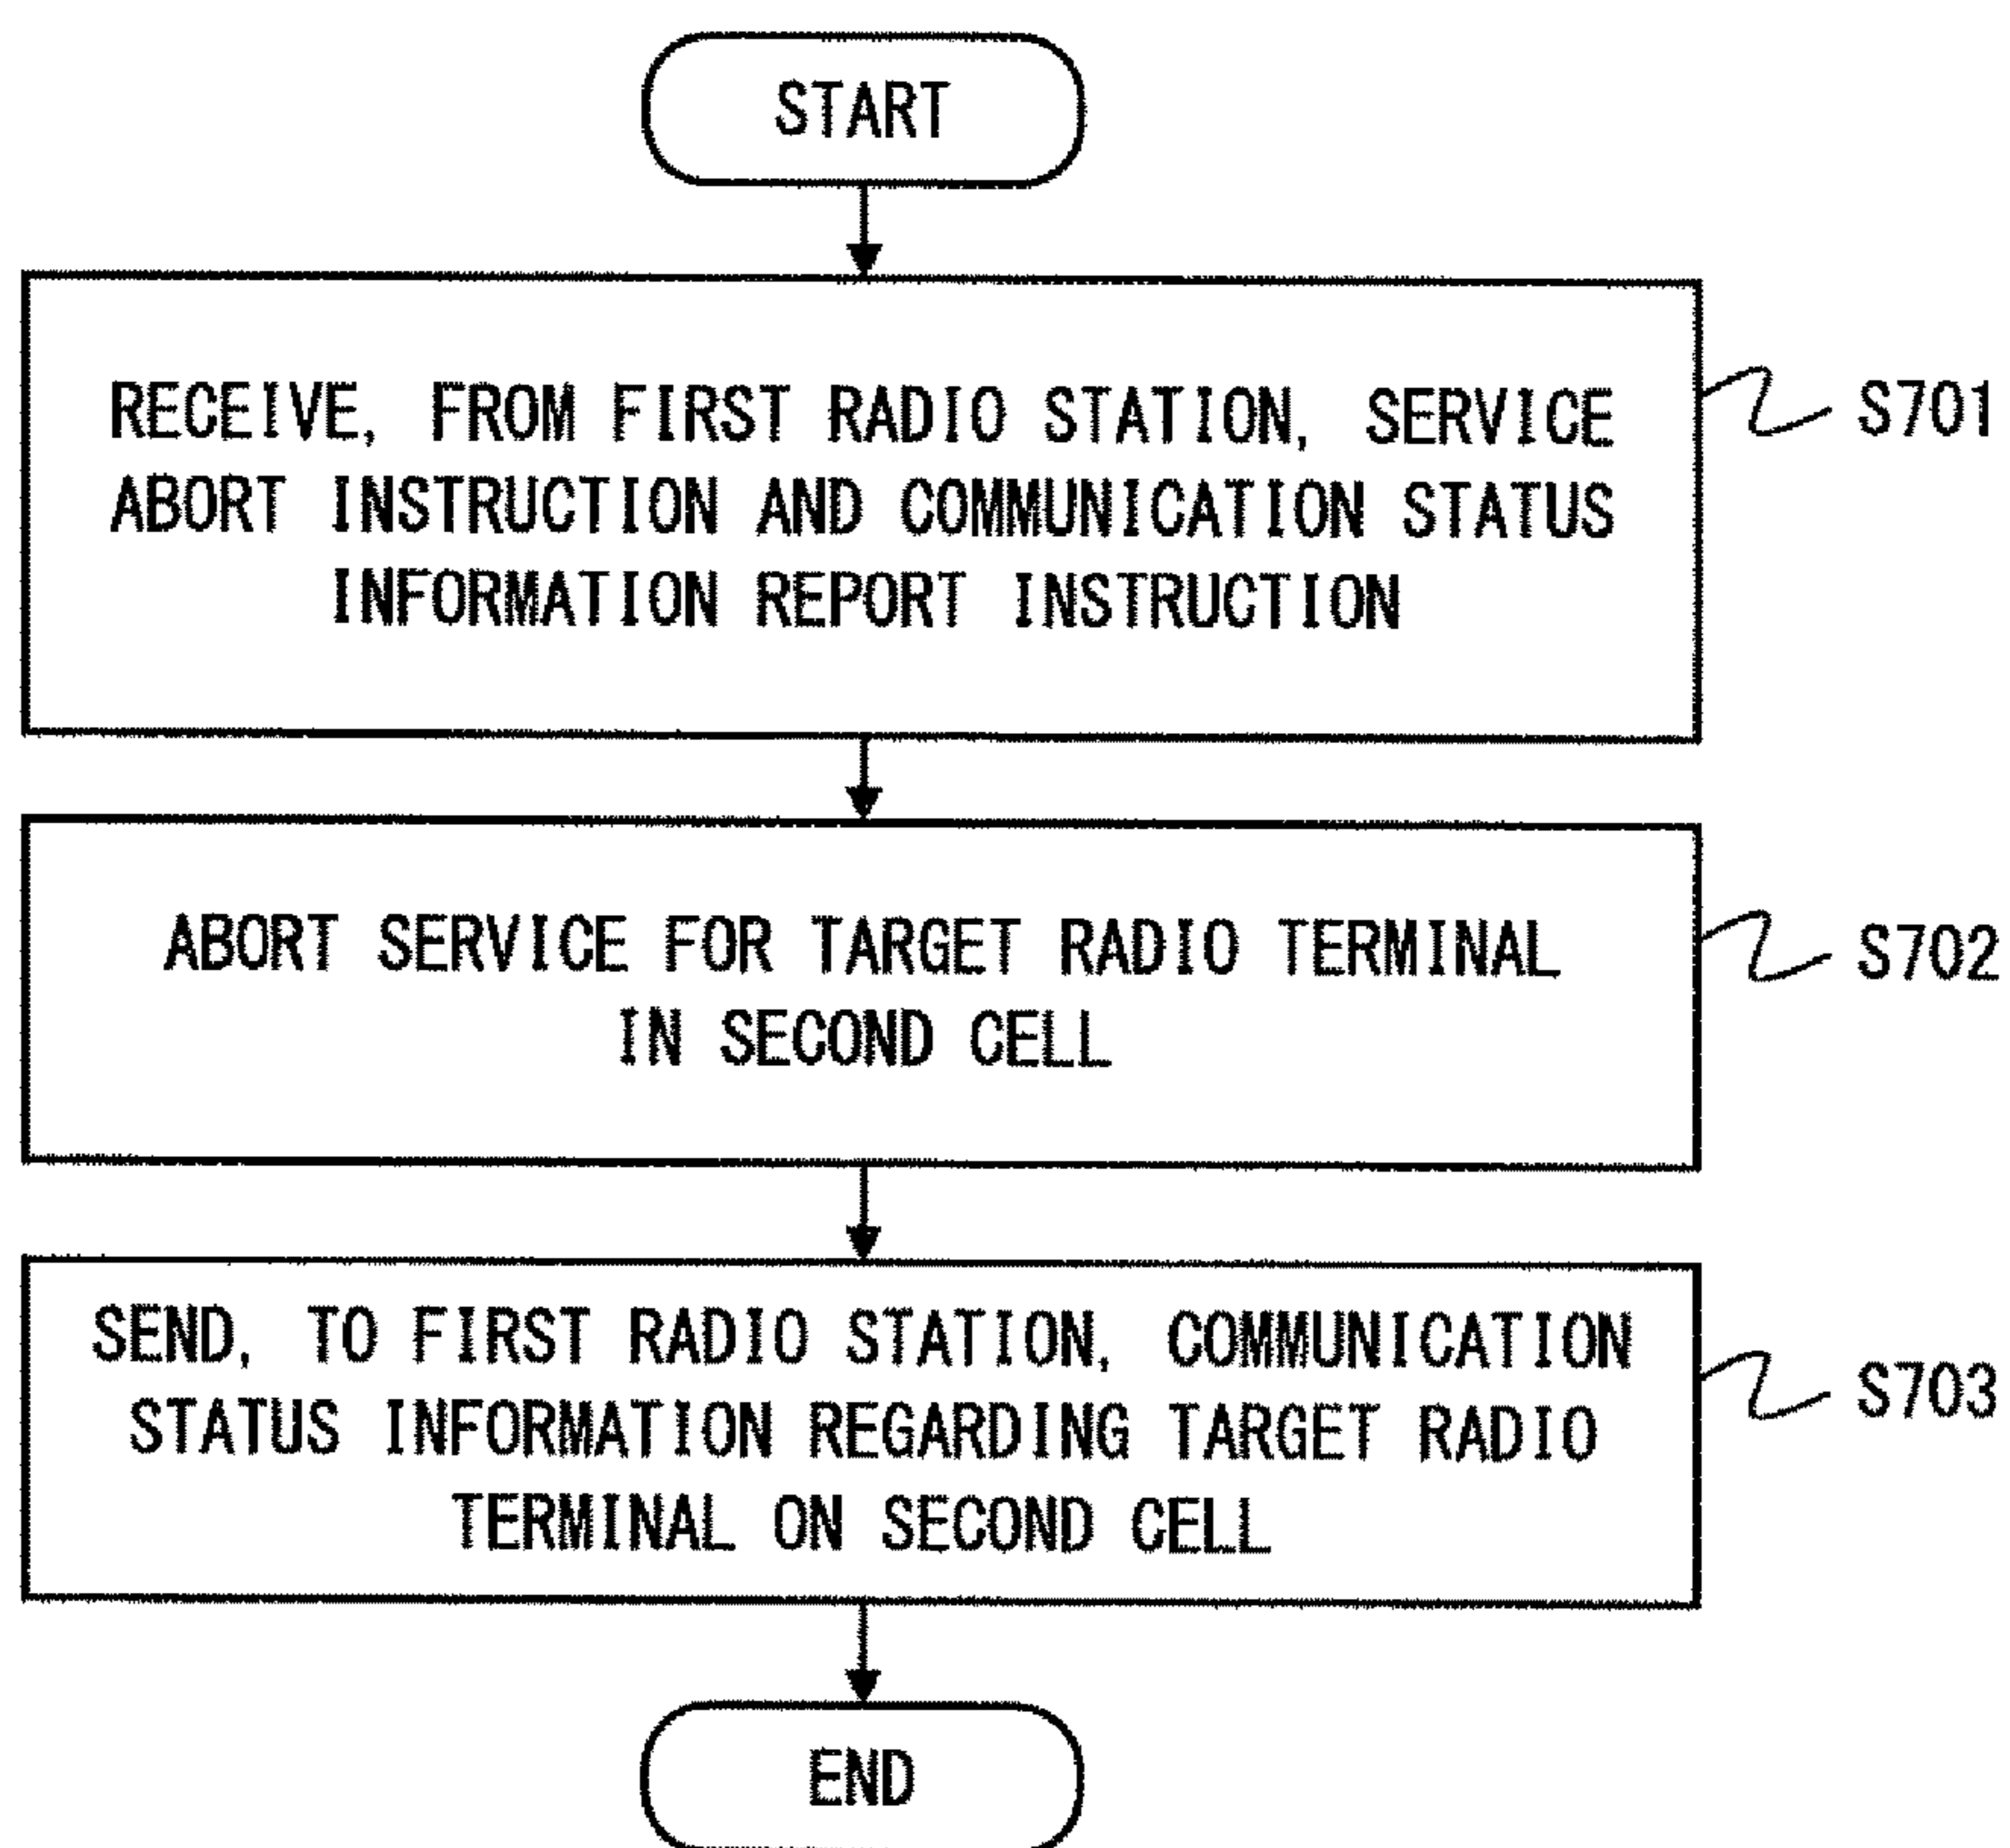 START
RECEIVE, FROM FIRST RADIO STATION, SERVICE
ABORT INSTRUCTION AND COMMUNICATION STATUS
INFORMATION REPORT INSTRUCTION
S701
ABORT SERVICE FOR TARGET RADIO TERMINAL
IN SECOND CELL
S702
SEND, TO FIRST RADIO STATION, COMMUNICATION
STATUS INFORMATION REGARDING TARGET RADIO
TERMINAL ON SECOND CELL
S703
END